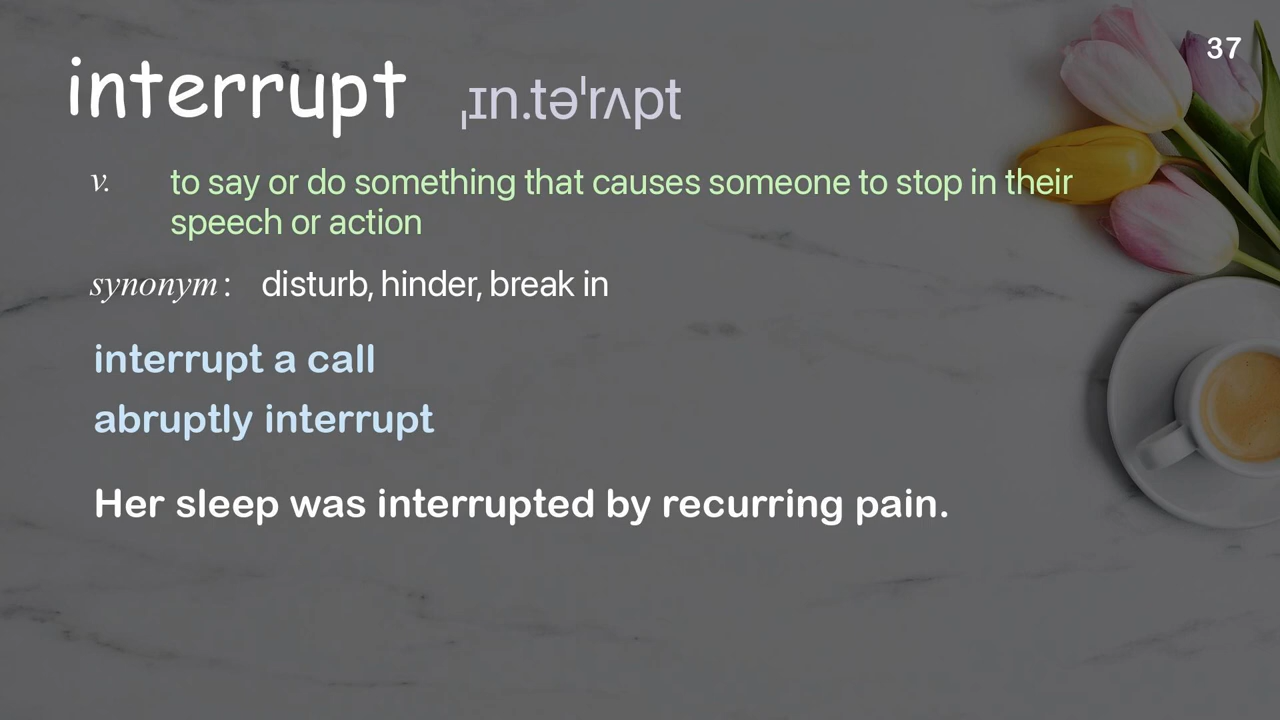 37
interrupt ˌɪn.təˈrʌpt
v. to say or do something that causes someone to stop in their
speech or action
synonym: disturb, hinder, break in
interrupt a call
abruptly interrupt
Her sleep was interrupted by recurring pain.